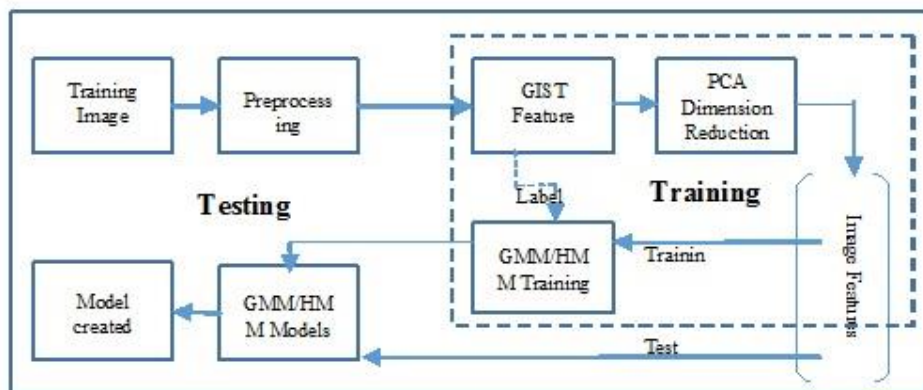 Training
Image
Preprocess
ing
GIST
Feature
PCA
Dimension
Reduction
Testing
Label
Training
Image Features
GMM/HM
M Training
Trainin
Model
created
GMM/HM
M Models
Test